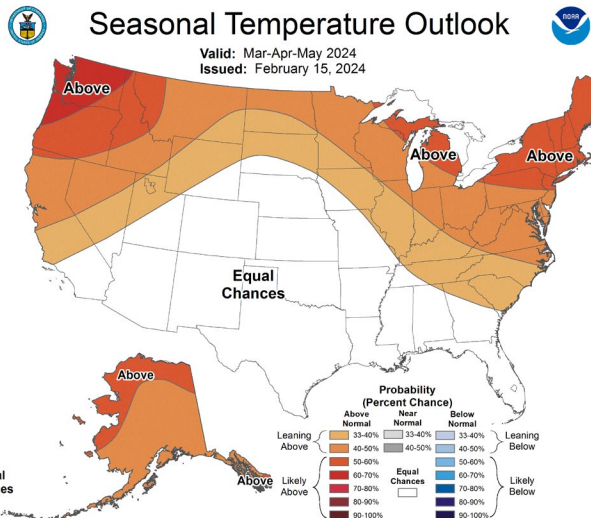 Seasonal Temperature Outlook
NOAA
Valid: Mar-Apr-May 2024
Issued: February 15, 2024
Above
Above
Above
Equal
Chances
Above
Above
Probability
(Percent Chance)
Above
Normal
Near
Normal
Below
Normal
Leaning
Above
33-40%
33-40%
33-40%
Leaning
Below
40-50%
40-50%
40-50%
Likely
Above
50-60%
50-60%
60-70%
60-70%
70-80%
70-80%
80-90%
80-90%
90-100%
90-100%
Equal
Chances
Likely
Below